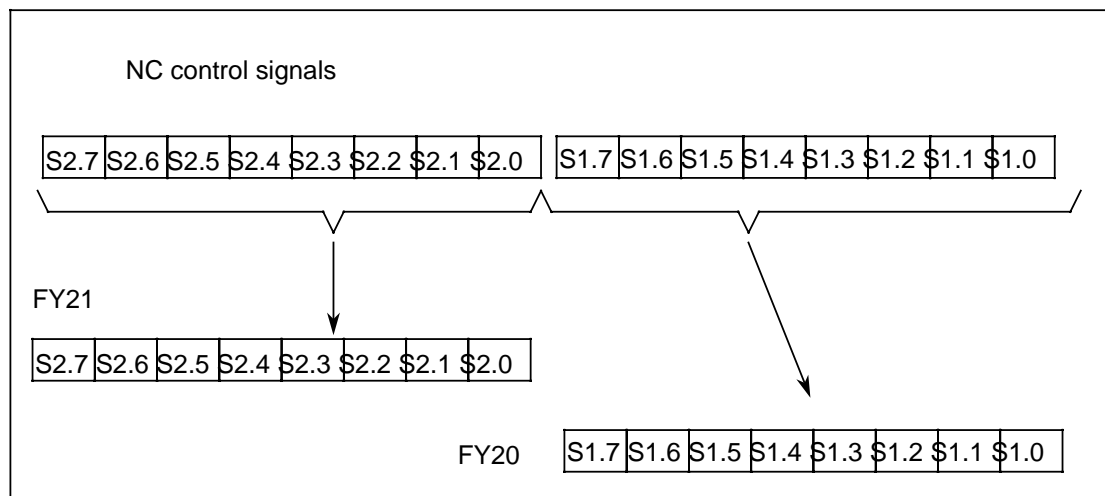 NC control signals
S2.7 S2.6 S2.5 S2.4 S2.3 S2.2 S2.1 S2.0 S1.7 S1.6 S1.5 S1.4 S1.3 S1.2 S1.1 S1.0
FY21
S2.7 S2.6 S2.5 S2.4 S2.3 S2.2 S2.1 S2.0
FY20 S1.7 S1.6 S1.5 S1.4 S1.3 S1.2 S1.1 S1.0